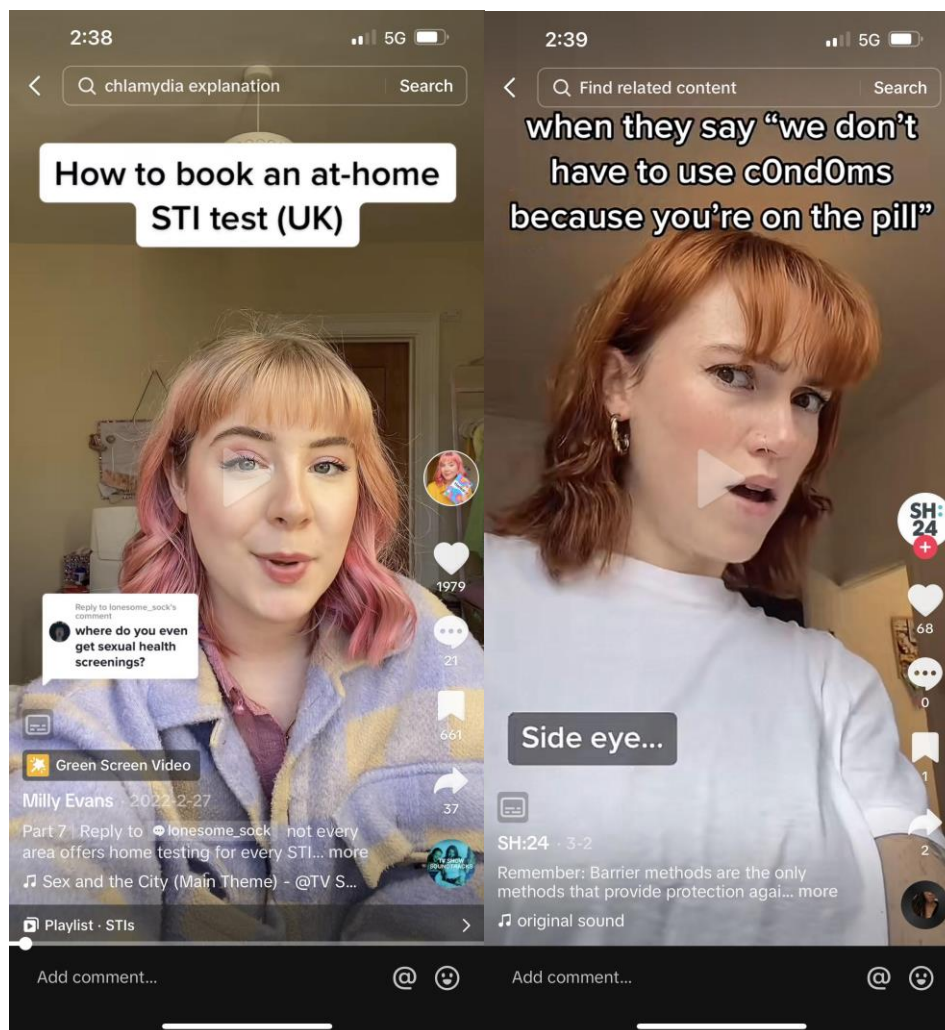 2:38
5G
chlamydia explanation
Search
How to book an at-home
STI test (UK)
Reply to lonesome_sock's
comment
where do you even
get sexual health
screenings?
1979
21
661
37
Green Screen Video
Milly Evans · 2022-2-27
Part 7 | Reply to lonesome_sock not every
area offers home testing for every STI... more
Sex and the City (Main Theme) - @TV S...
TV SHOW
SOUNDTRACKS
Playlist · STIs
Add comment...
@
2:39
5G
Find related content
Search
when they say “we don’t
have to use c0nd0ms
because you’re on the pill”
SH:
24
68
0
1
2
Side eye...
SH:24 · 3-2
Remember: Barrier methods are the only
methods that provide protection agai... more
original sound
Add comment...
@